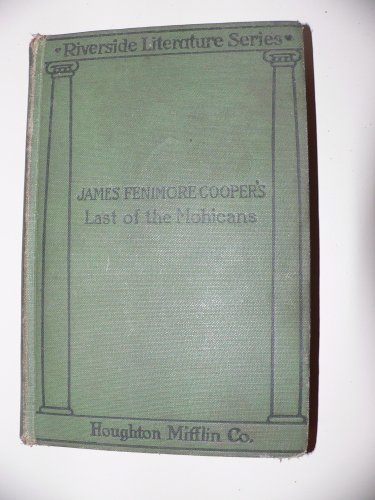 Riverside Literature Series
JAMES FENIMORE COOPER'S
Last of the Mohicans
Houghton Mifflin Co.